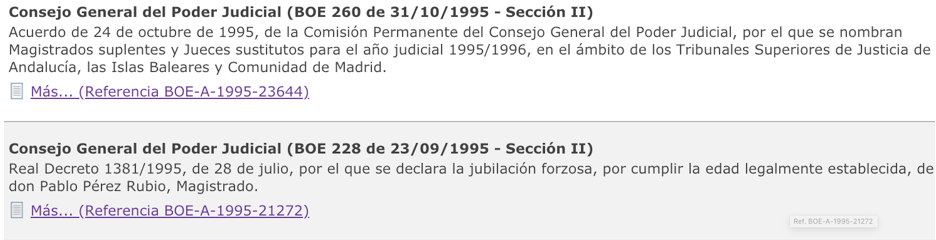 Consejo General del Poder Judicial (BOE 260 de 31/10/1995 - Sección II)
Acuerdo de 24 de octubre de 1995, de la Comisión Permanente del Consejo General del Poder Judicial, por el que se nombran
Magistrados suplentes y Jueces sustitutos para el año judicial 1995/1996, en el ámbito de los Tribunales Superiores de Justicia de
Andalucía, las Islas Baleares y Comunidad de Madrid.
Más... (Referencia BOE-A-1995-23644)
Consejo General del Poder Judicial (BOE 228 de 23/09/1995 - Sección II)
Real Decreto 1381/1995, de 28 de julio, por el que se declara la jubilación forzosa, por cumplir la edad legalmente establecida, de
don Pablo Pérez Rubio, Magistrado.
Más... (Referencia BOE-A-1995-21272)
Ref. BOE-A-1995-21272